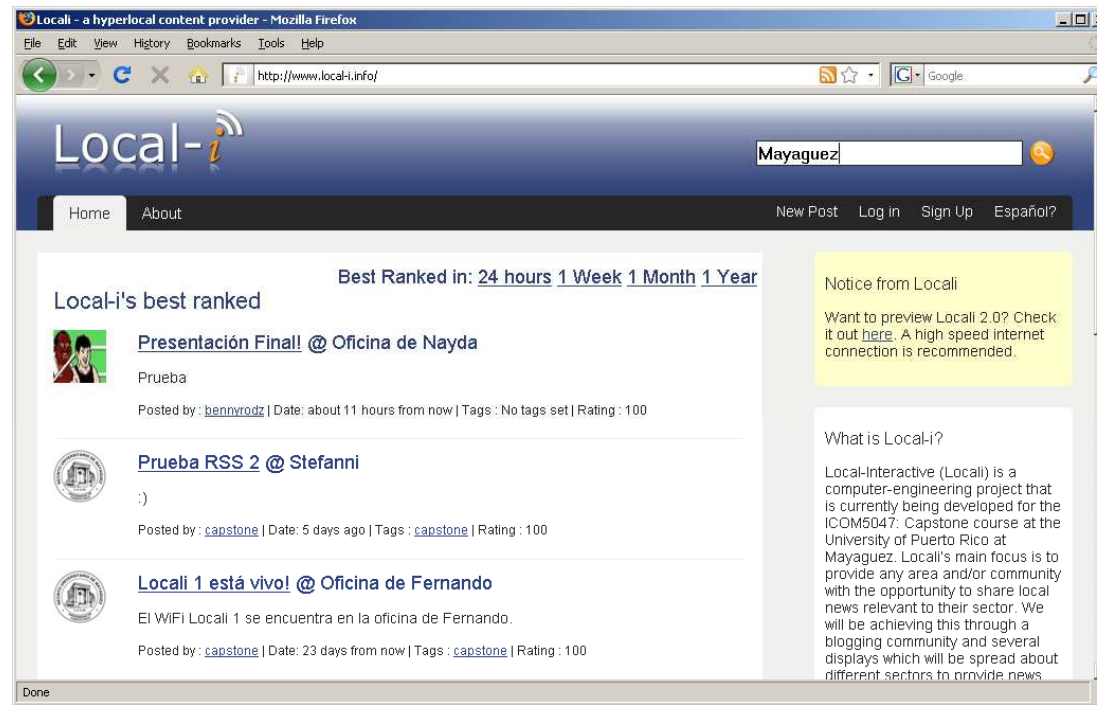 Locali - a hyperlocal content provider - Mozilla Firefox
File Edit View History Bookmarks Tools Help
http://www.local-i.info/
G Google
Local-i
Mayaguez
Home About New Post Log in Sign Up Español?
Best Ranked in: 24 hours 1 Week 1 Month 1 Year
Local-i's best ranked
Presentación Final! @ Oficina de Nayda
Prueba
Posted by : bennyrodz | Date: about 11 hours from now | Tags : No tags set | Rating : 100
Prueba RSS 2 @ Stefanni
:)
Posted by : capstone | Date: 5 days ago | Tags : capstone | Rating : 100
Locali 1 está vivo! @ Oficina de Fernando
El WiFi Locali 1 se encuentra en la oficina de Fernando.
Posted by : capstone | Date: 23 days from now | Tags : capstone | Rating : 100
Notice from Locali
Want to preview Locali 2.0? Check
it out here. A high speed internet
connection is recommended.
What is Local-i?
Local-Interactive (Locali) is a
computer-engineering project that
is currently being developed for the
ICOM5047: Capstone course at the
University of Puerto Rico at
Mayaguez. Locali's main focus is to
provide any area and/or community
with the opportunity to share local
news relevant to their sector. We
will be achieving this through a
blogging community and several
displays which will be spread about
different sectors to provide news
Done